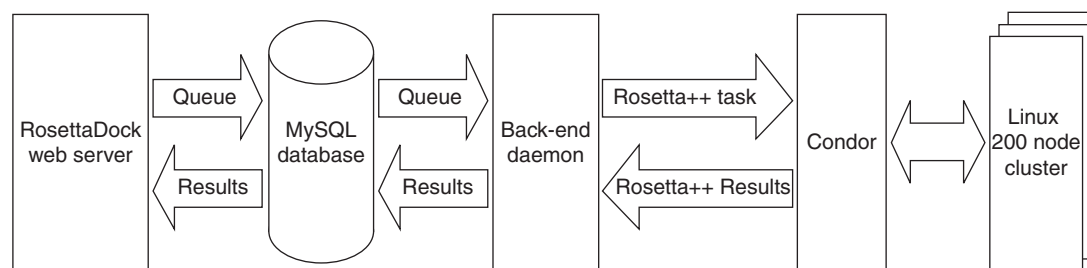 RosettaDock
web server
Queue
Results
MySQL
database
Queue
Results
Back-end
daemon
Rosetta++ task
Rosetta++ Results
Condor
Linux
200 node
cluster